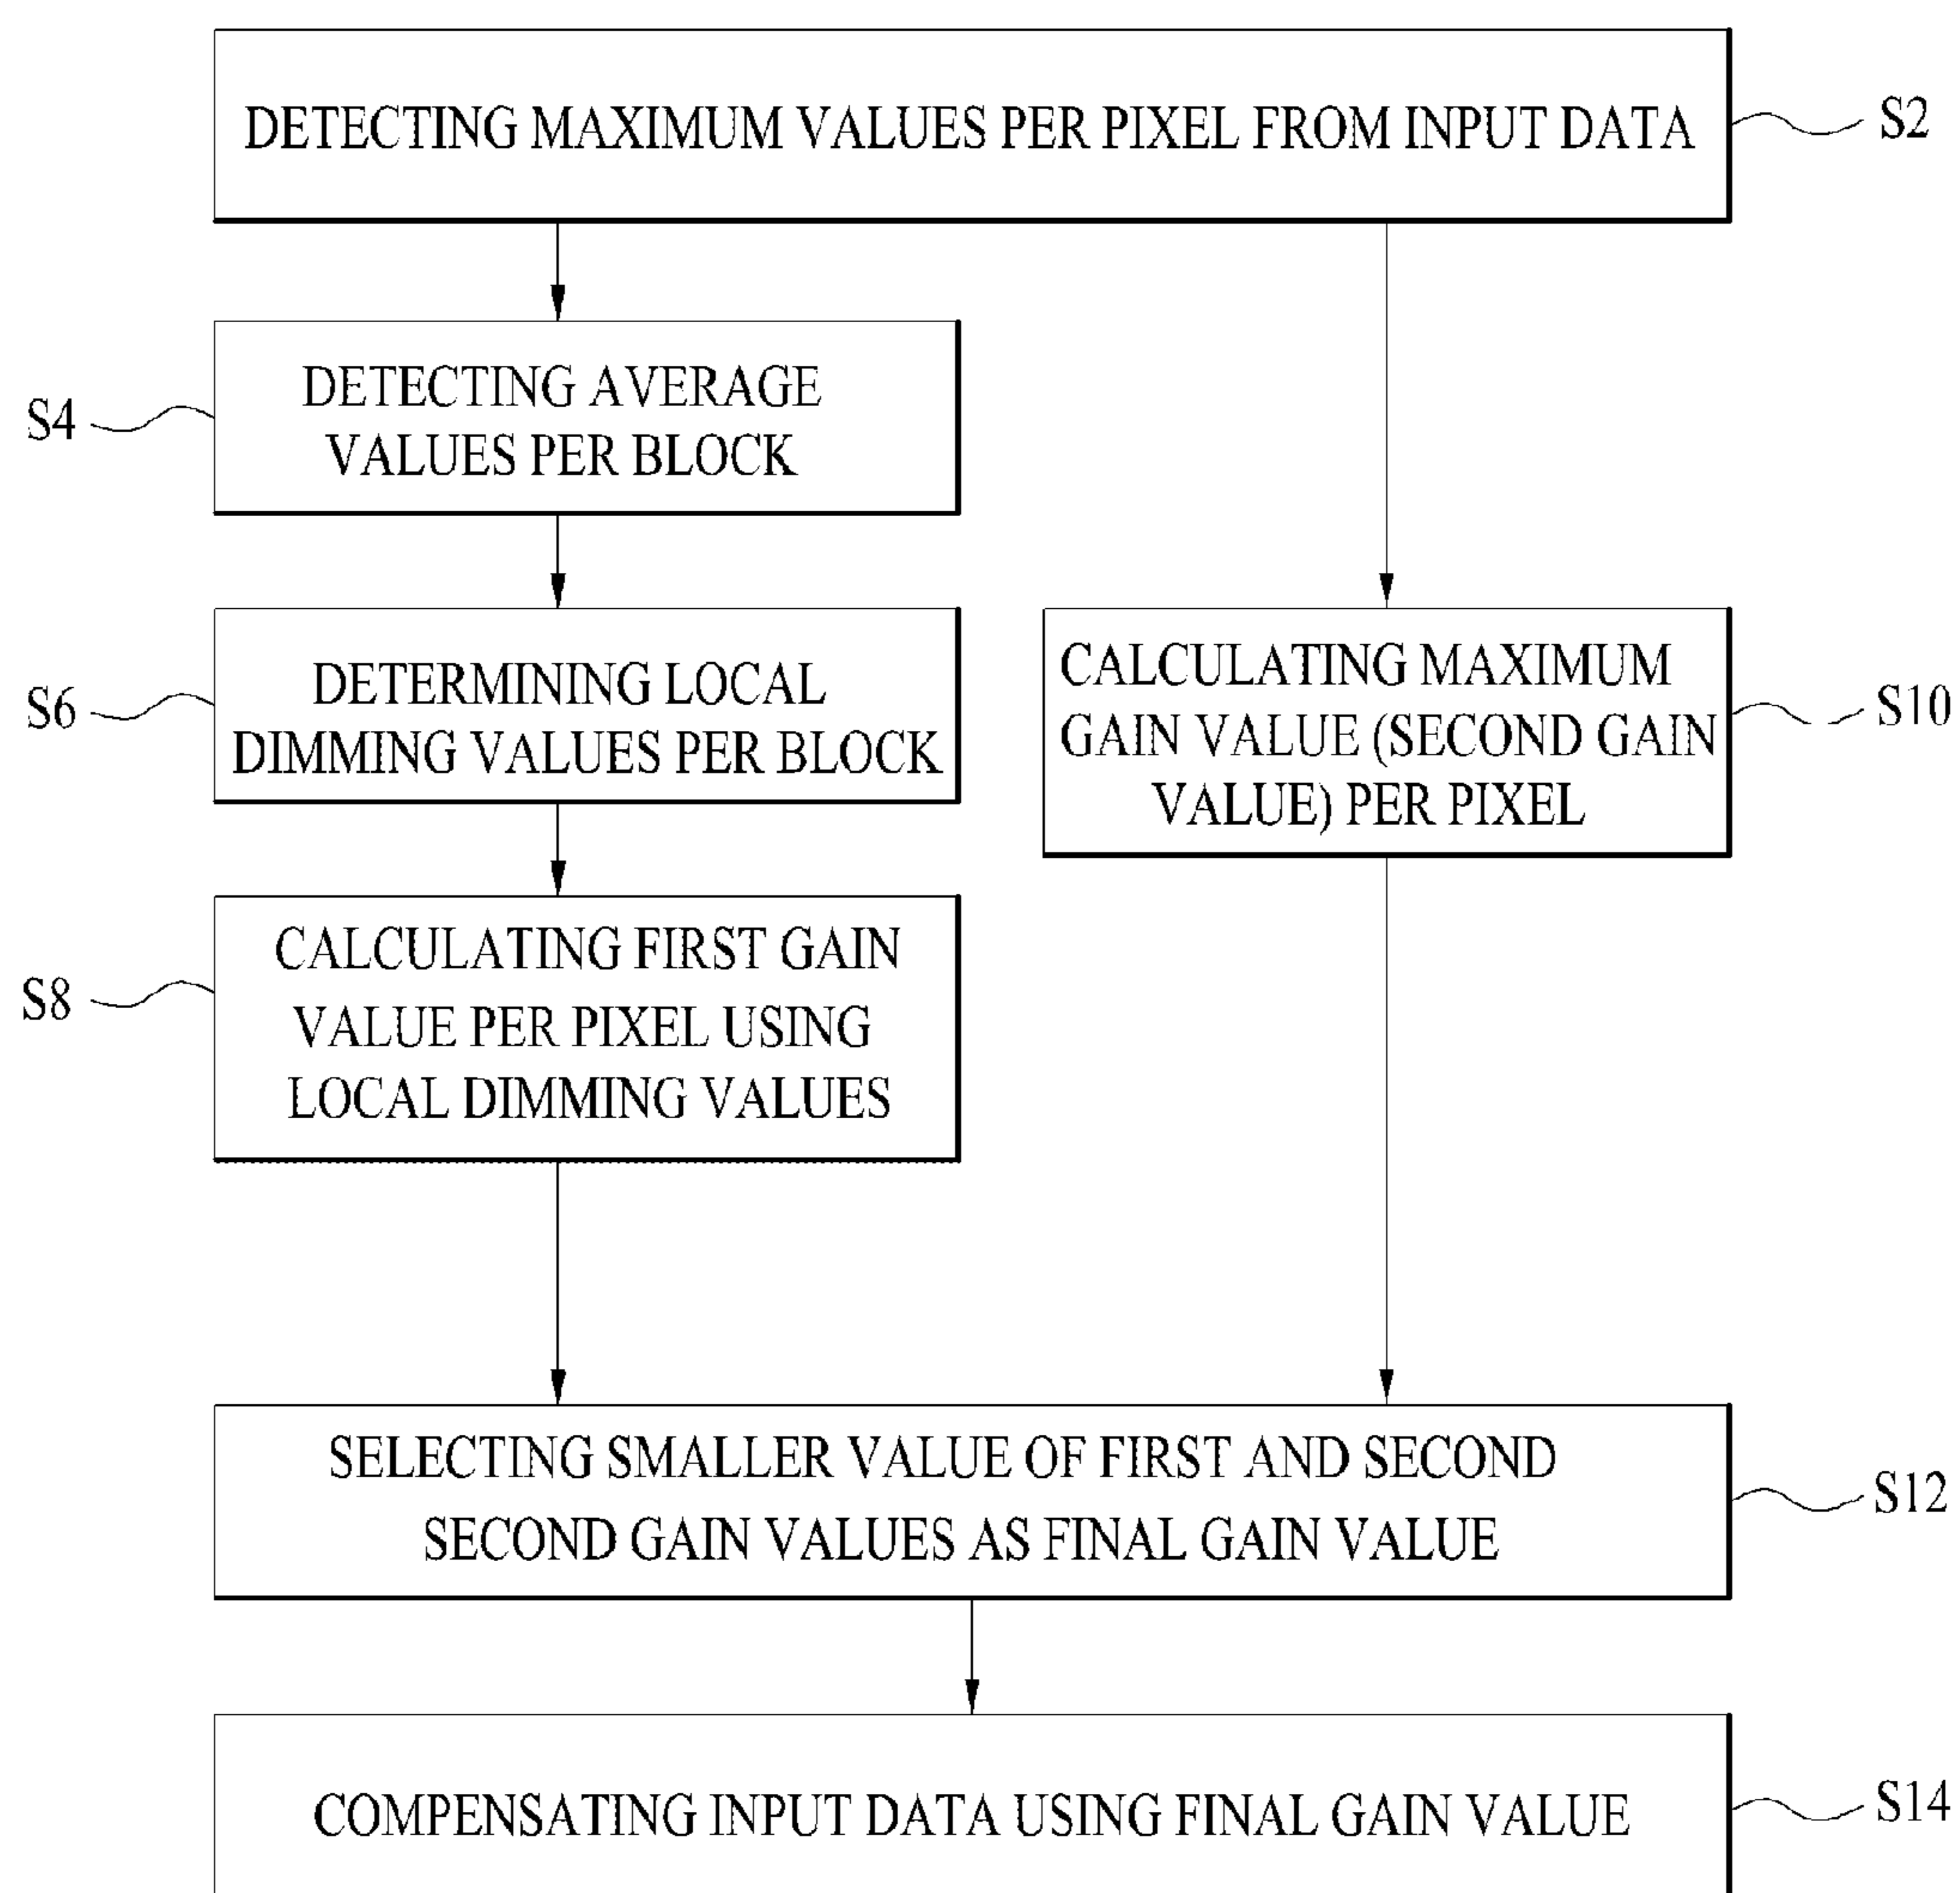 DETECTING MAXIMUM VALUES PER PIXEL FROM INPUT DATA
S2
DETECTING AVERAGE
VALUES PER BLOCK
S4
DETERMINING LOCAL
DIMMING VALUES PER BLOCK
S6
CALCULATING MAXIMUM
GAIN VALUE (SECOND GAIN
VALUE) PER PIXEL
S10
CALCULATING FIRST GAIN
VALUE PER PIXEL USING
LOCAL DIMMING VALUES
S8
SELECTING SMALLER VALUE OF FIRST AND SECOND
SECOND GAIN VALUES AS FINAL GAIN VALUE
S12
COMPENSATING INPUT DATA USING FINAL GAIN VALUE
S14